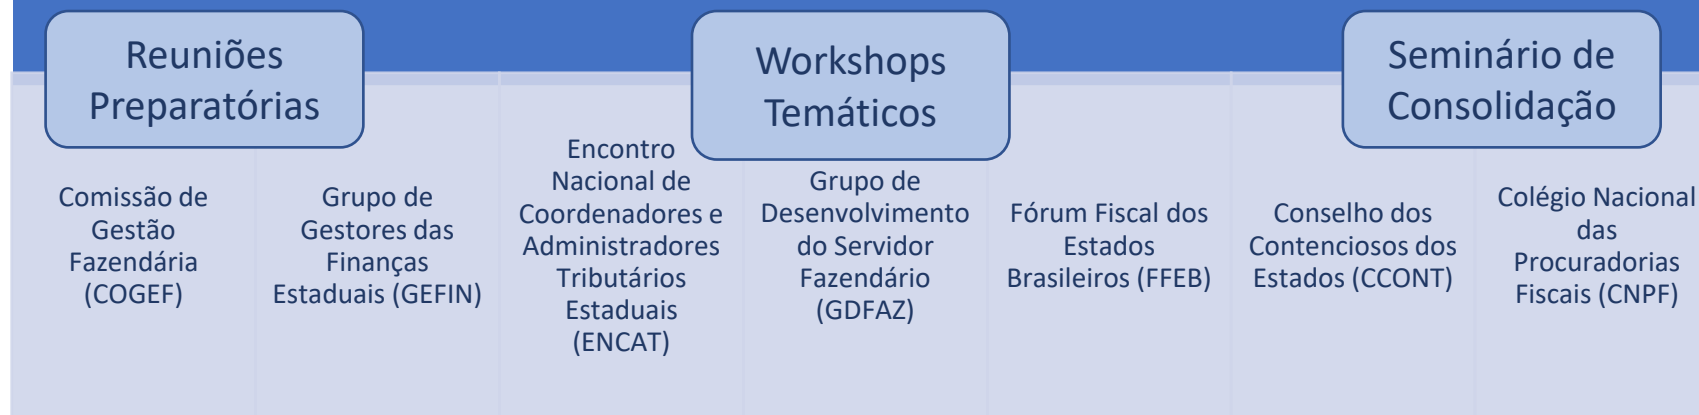 Reuniões
Preparatórias
Workshops
Temáticos
Seminário de
Consolidação
Comissão de
Gestão
Fazendária
(COGEF)
Grupo de
Gestores das
Finanças
Estaduais (GEFIN)
Encontro
Nacional de
Coordenadores e
Administradores
Tributários
Estaduais
(ENCAT)
Grupo de
Desenvolvimento
do Servidor
Fazendário
(GDFAZ)
Fórum Fiscal dos
Estados
Brasileiros (FFEB)
Conselho dos
Contenciosos dos
Estados (CCONT)
Colégio Nacional
das
Procuradorias
Fiscais (CNPF)